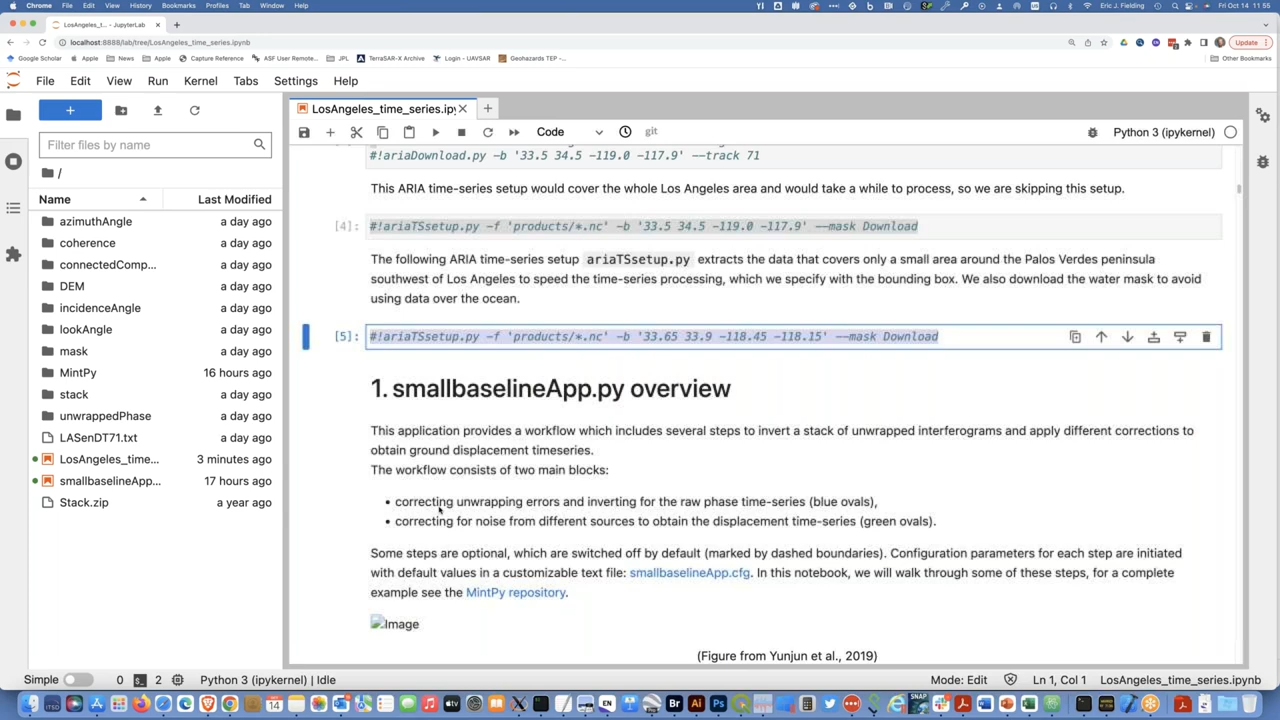 Chrome File Edit View History Bookmarks Profiles Tab Window Help
Eric J. Fielding Fri Oct 14 11:55
LosAngeles_t... - JupyterLab
localhost:8888/lab/tree/LosAngeles_time_series.ipynb
Update
Google Scholar Apple News Apple Capture Reference ASF User Remote... JPL TerraSAR-X Archive Login - UAVSAR Geohazards TEP -... Other Bookmarks
File Edit View Run Kernel Tabs Settings Help
LosAngeles_time_series.ipy
Code
git
Python 3 (ipykernel)
Filter files by name
/
Name Last Modified
azimuthAngle a day ago
coherence a day ago
connectedComp... a day ago
DEM a day ago
incidenceAngle a day ago
lookAngle a day ago
mask a day ago
MintPy 16 hours ago
stack a day ago
unwrappedPhase a day ago
LASenDT71.txt a day ago
LosAngeles_time... 3 minutes ago
smallbaselineApp... 17 hours ago
Stack.zip a year ago
#!ariaDownload.py -b '33.5 34.5 -119.0 -117.9' --track 71
This ARIA time-series setup would cover the whole Los Angeles area and would take a while to process, so we are skipping this setup.
[4]: #!ariaTSsetup.py -f 'products/*.nc' -b '33.5 34.5 -119.0 -117.9' --mask Download
The following ARIA time-series setup ariaTSsetup.py extracts the data that covers only a small area around the Palos Verdes peninsula
southwest of Los Angeles to speed the time-series processing, which we specify with the bounding box. We also download the water mask to avoid
using data over the ocean.
[5]: #!ariaTSsetup.py -f 'products/*.nc' -b '33.65 33.9 -118.45 -118.15' --mask Download
1. smallbaselineApp.py overview
This application provides a workflow which includes several steps to invert a stack of unwrapped interferograms and apply different corrections to
obtain ground displacement timeseries.
The workflow consists of two main blocks:
• correcting unwrapping errors and inverting for the raw phase time-series (blue ovals),
• correcting for noise from different sources to obtain the displacement time-series (green ovals).
Some steps are optional, which are switched off by default (marked by dashed boundaries). Configuration parameters for each step are initiated
with default values in a customizable text file: smallbaselineApp.cfg. In this notebook, we will walk through some of these steps, for a complete
example see the MintPy repository.
Image
(Figure from Yunjun et al., 2019)
Simple 0 2 Python 3 (ipykernel) | Idle Mode: Edit Ln 1, Col 1 LosAngeles_time_series.ipynb